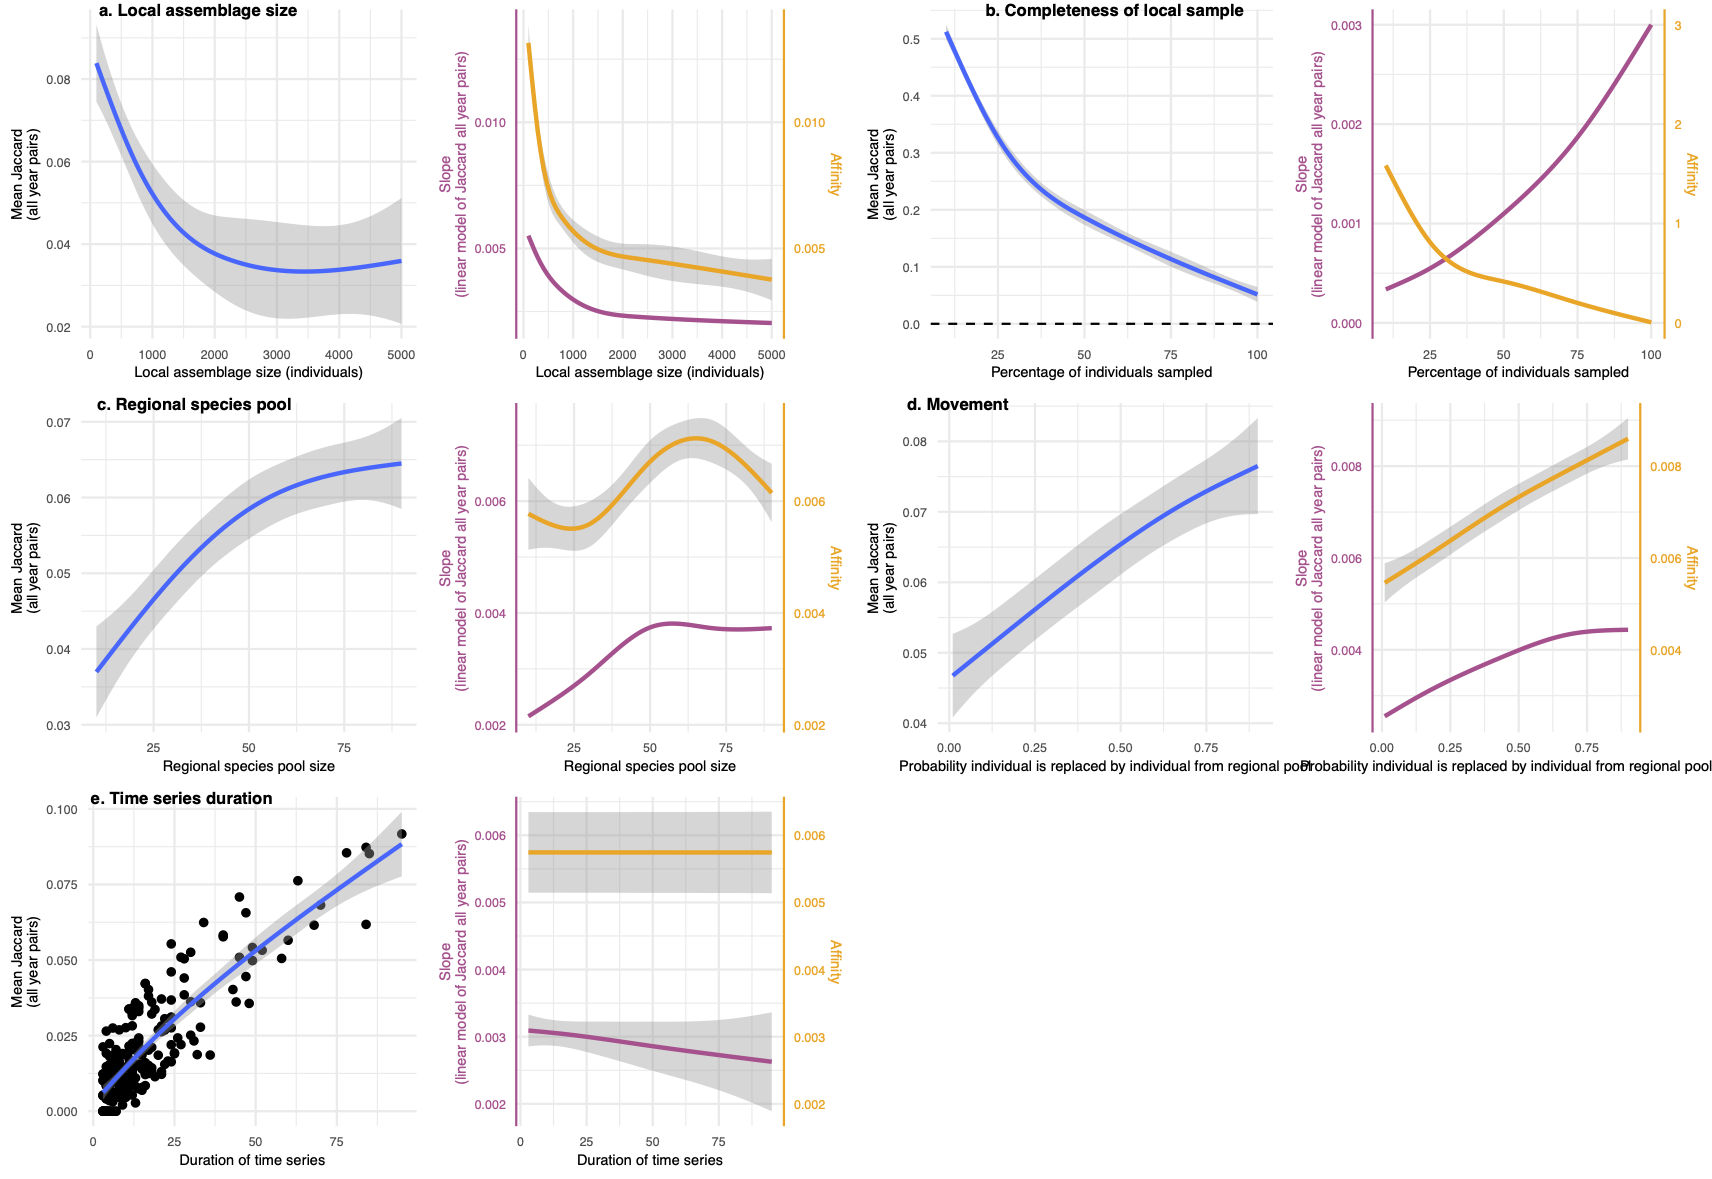 a. Local assemblage size
Mean Jaccard
(all year pairs)
0.08
0.06
0.04
0.02
0
1000
2000
3000
4000
5000
Local assemblage size (individuals)
Slope
(linear model of Jaccard all year pairs)
0.010
0.005
0
1000
2000
3000
4000
5000
Local assemblage size (individuals)
0.010
0.005
Affinity
b. Completeness of local sample
Mean Jaccard
(all year pairs)
0.5
0.4
0.3
0.2
0.1
0.0
25
50
75
100
Percentage of individuals sampled
Slope
(linear model of Jaccard all year pairs)
0.003
0.002
0.001
0.000
25
50
75
100
Percentage of individuals sampled
3
2
1
0
Affinity
c. Regional species pool
Mean Jaccard
(all year pairs)
0.07
0.06
0.05
0.04
0.03
25
50
75
Regional species pool size
Slope
(linear model of Jaccard all year pairs)
0.006
0.004
0.002
25
50
75
Regional species pool size
0.006
0.004
0.002
Affinity
d. Movement
Mean Jaccard
(all year pairs)
0.08
0.07
0.06
0.05
0.04
0.00
0.25
0.50
0.75
Probability individual is replaced by individual from regional pool
Slope
(linear model of Jaccard all year pairs)
0.008
0.006
0.004
0.00
0.25
0.50
0.75
Probability individual is replaced by individual from regional pool
0.008
0.006
0.004
Affinity
e. Time series duration
Mean Jaccard
(all year pairs)
0.100
0.075
0.050
0.025
0.000
0
25
50
75
Duration of time series
Slope
(linear model of Jaccard all year pairs)
0.006
0.005
0.004
0.003
0.002
0
25
50
75
Duration of time series
0.006
0.005
0.004
0.003
0.002
Affinity